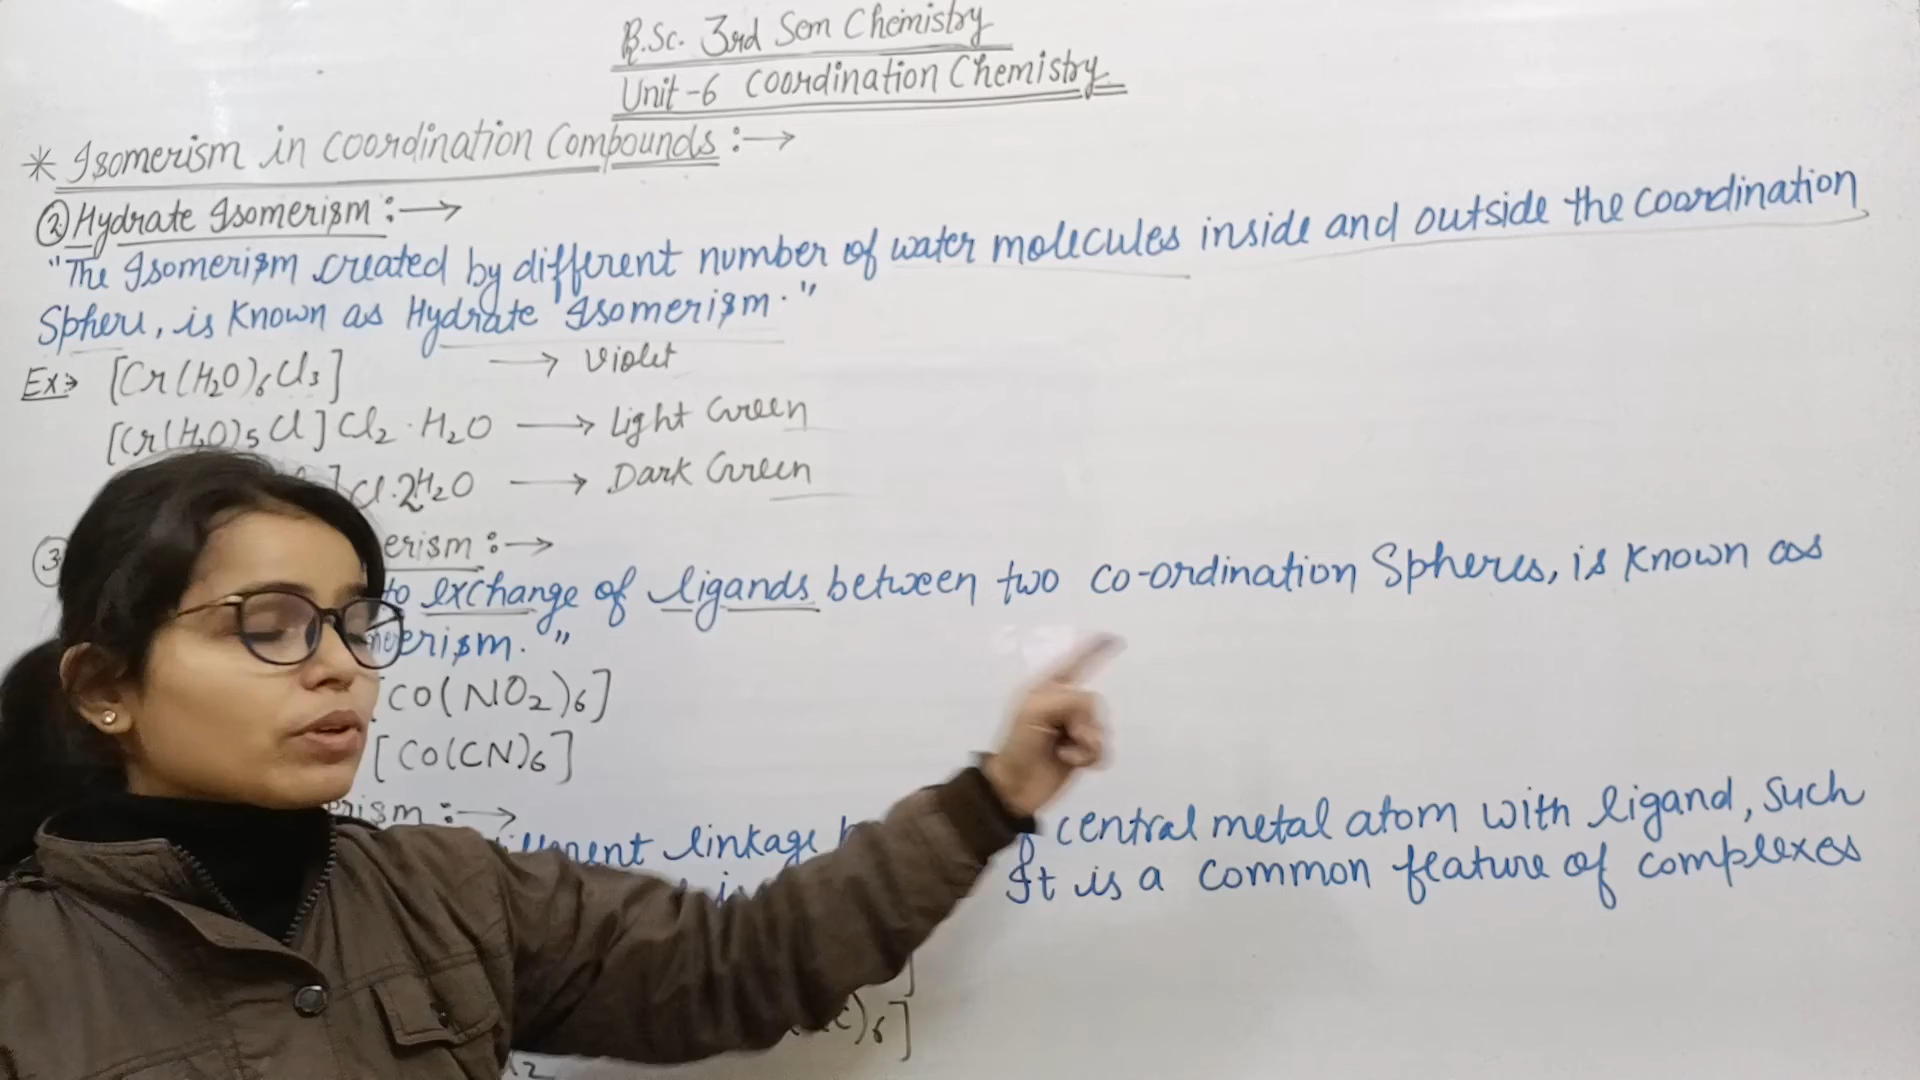 B.Sc. 3rd Sem Chemistry
Unit-6 Coordination Chemistry
* Isomerism in Coordination Compounds :→
② Hydrate Isomerism :→
"The Isomerism created by different number of water molecules inside and outside the coordination
Sphere, is known as Hydrate Isomerism."
Ex→ [Cr(H₂O)₆Cl₃] → Violet
[Cr(H₂O)₅Cl]Cl₂·H₂O → Light Green
]Cl·2H₂O → Dark Green
③ erism :→
to exchange of ligands between two co-ordination Spheres, is known as
merism."
[CO(NO₂)₆]
[CO(CN)₆]
erism :→
linkage central metal atom with ligand, such
It is a common feature of complexes
)₆]